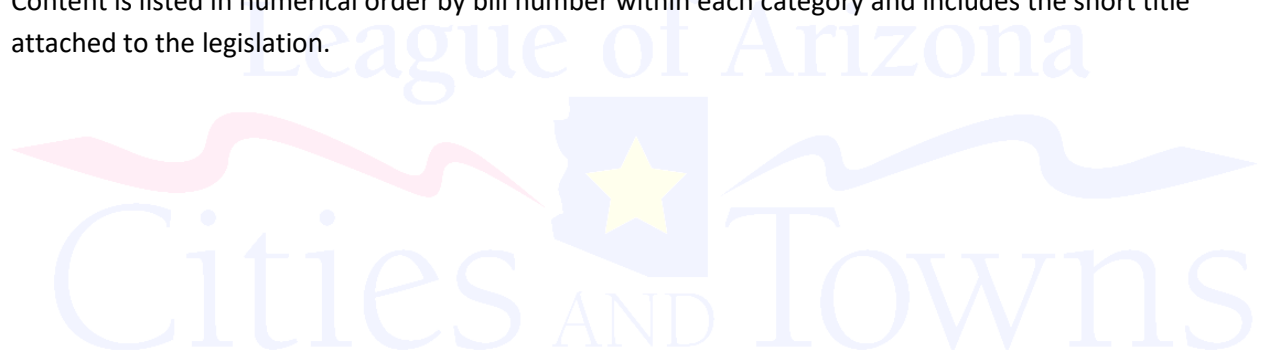 Content is listed in numerical order by bill number within each category and includes the short title
attached to the legislation.
League of Arizona
Cities AND Towns